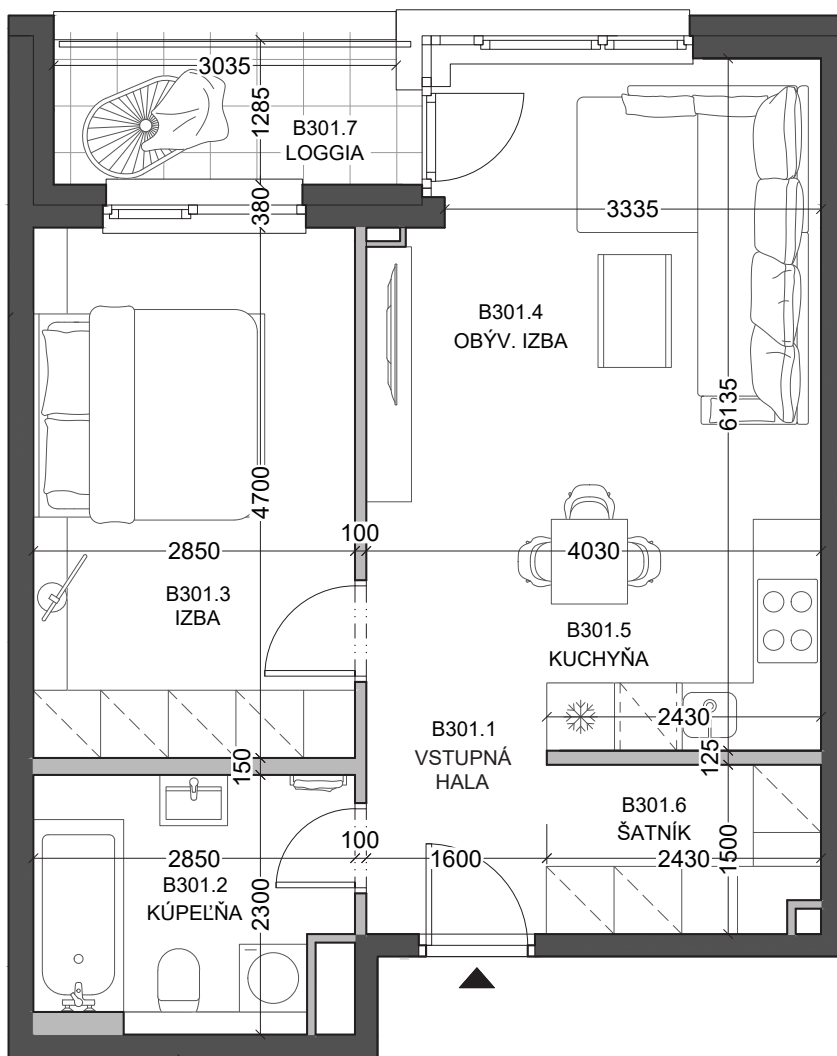 3035
1285
B301.7
LOGGIA
380
3335
B301.4
OBÝV. IZBA
6135
4700
2850
100
4030
B301.3
IZBA
B301.5
KUCHYŇA
2430
B301.1
VSTUPNÁ
HALA
150
125
B301.6
ŠATNÍK
100
2850
1600
2430
1500
B301.2
KÚPEĽŇA
2300